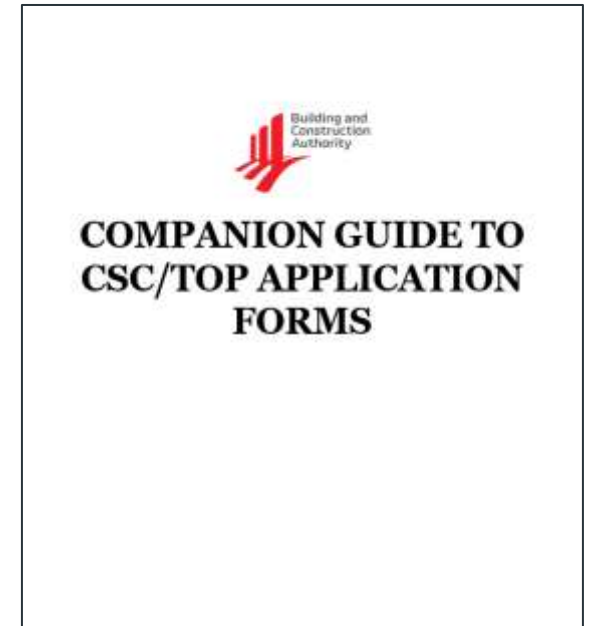 Building and
Construction
Authority
COMPANION GUIDE TO
CSC/TOP APPLICATION
FORMS